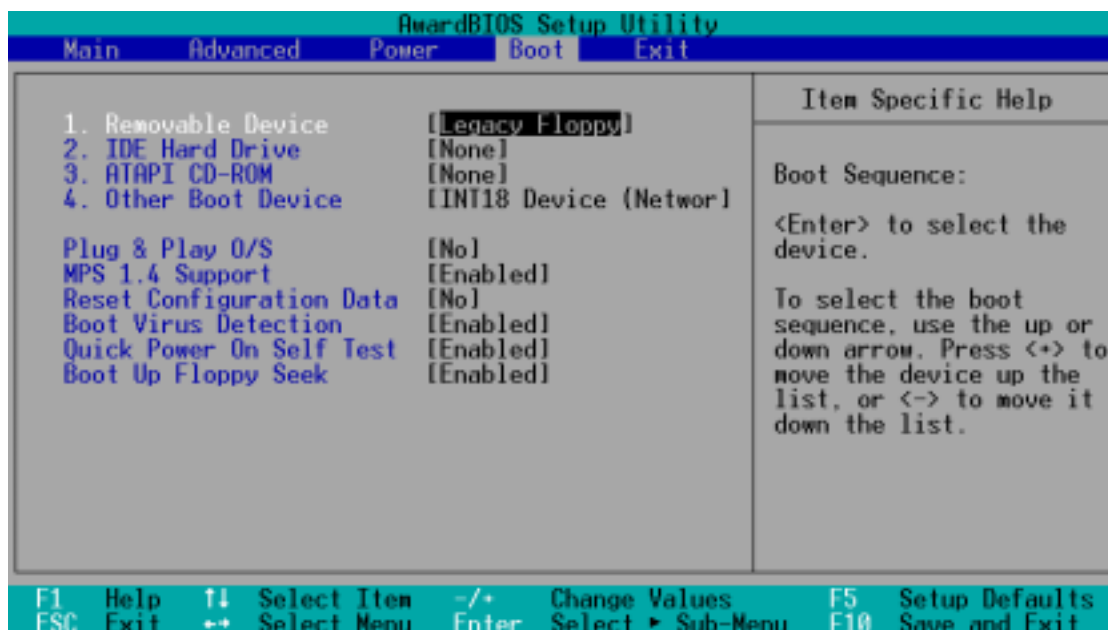 AwardBIOS Setup Utility
Main Advanced Power Boot Exit
1. Removable Device [Legacy Floppy]
2. IDE Hard Drive [None]
3. ATAPI CD-ROM [None]
4. Other Boot Device [INT18 Device (Networ]
Plug & Play O/S [No]
MPS 1.4 Support [Enabled]
Reset Configuration Data [No]
Boot Virus Detection [Enabled]
Quick Power On Self Test [Enabled]
Boot Up Floppy Seek [Enabled]
Item Specific Help
Boot Sequence:
<Enter> to select the
device.
To select the boot
sequence, use the up or
down arrow. Press <+> to
move the device up the
list, or <-> to move it
down the list.
F1 Help ↑↓ Select Item -/+ Change Values F5 Setup Defaults
ESC Exit ←→ Select Menu Enter Select ► Sub-Menu F10 Save and Exit